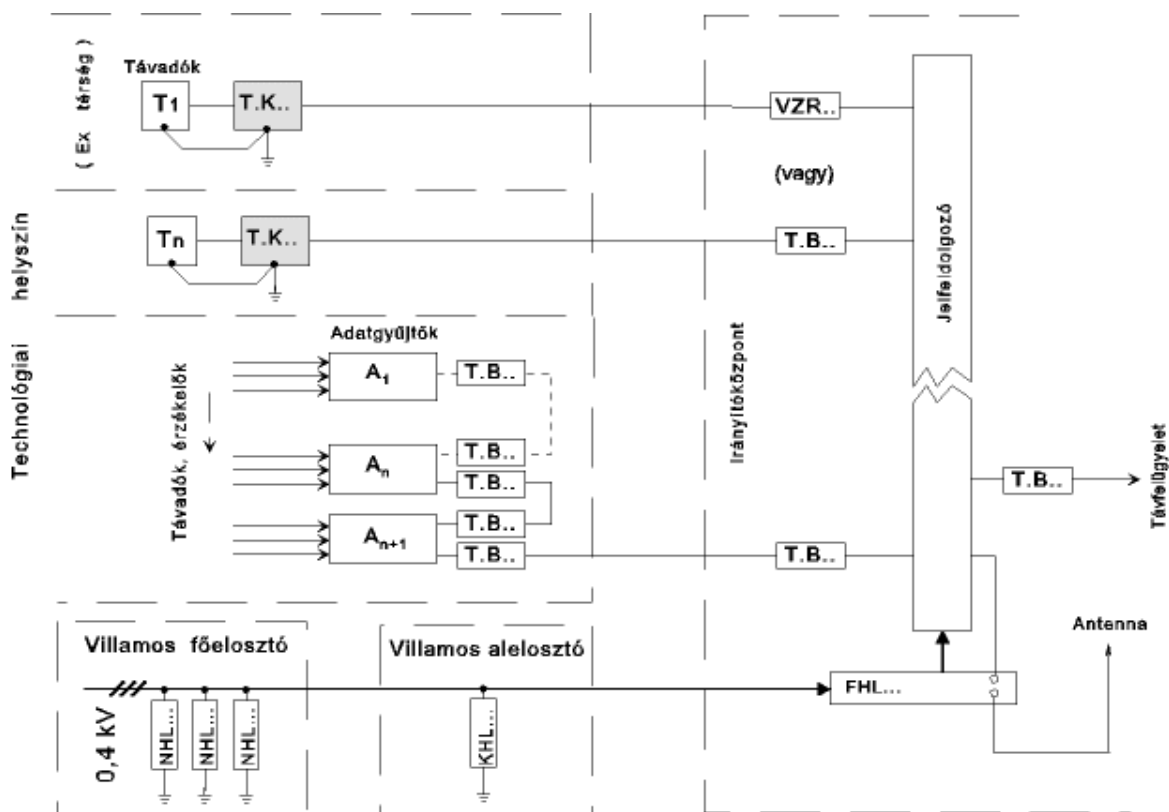 ( Ex térség )
Távadók
T1
T.K..
VZR..
(vagy)
Technológiai helyszín
Tn
T.K..
T.B..
Jelfeldolgozó
Adatgyűjtők
A1
T.B..
Távadók, érzékelők
Irányítóközpont
An
T.B..
T.B..
T.B..
Távfelügyelet
An+1
T.B..
T.B..
T.B..
Villamos főelosztó
Villamos alelosztó
Antenna
FHL...
0,4 kV
NHL...
NHL...
NHL...
KHL...